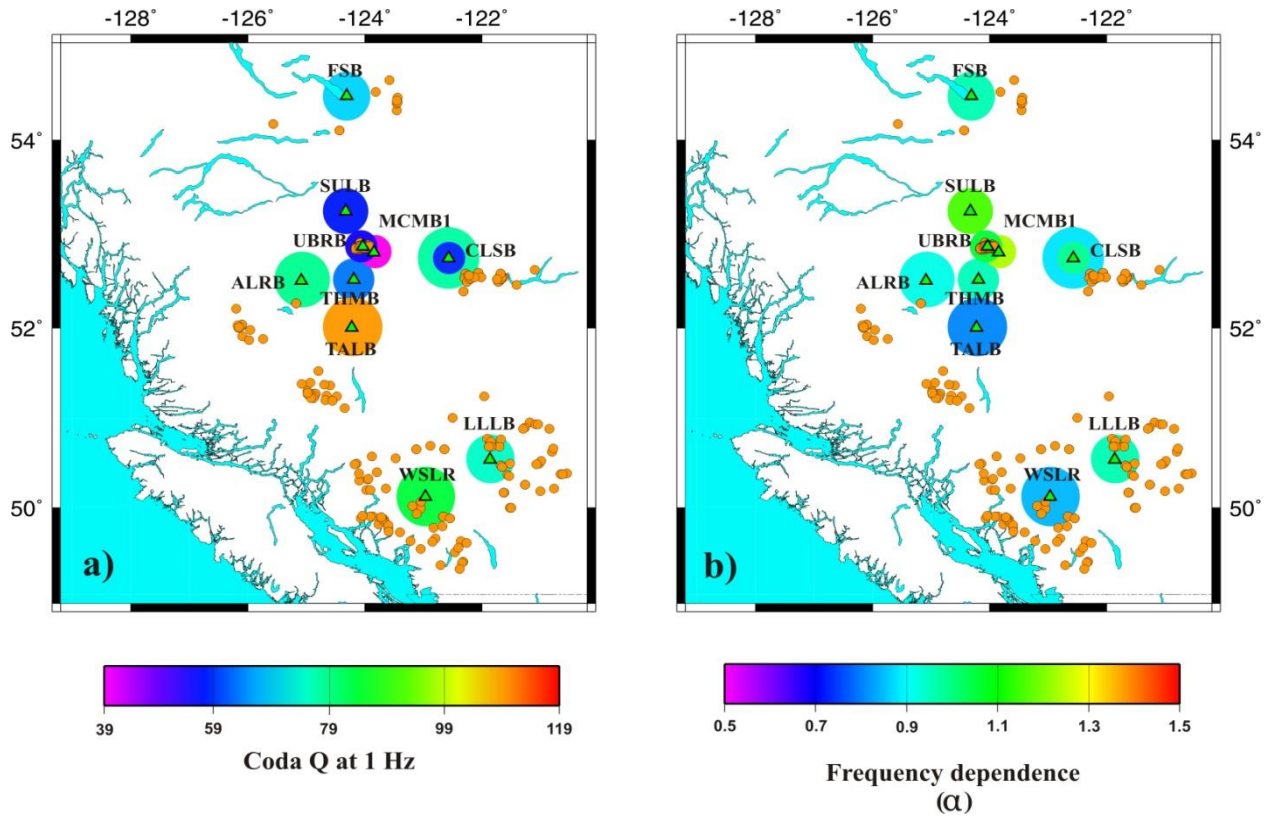 -128˚ -126˚ -124˚ -122˚ -128˚ -126˚ -124˚ -122˚
FSB FSB
54˚ 54˚
SULB SULB
MCMB1 MCMB1
UBRB UBRB
CLSB CLSB
ALRB ALRB
THMB THMB
52˚ 52˚
TALB TALB
LLLB LLLB
WSLR WSLR
50˚ 50˚
a) b)
39 59 79 99 119 0.5 0.7 0.9 1.1 1.3 1.5
Coda Q at 1 Hz
Frequency dependence
(α)